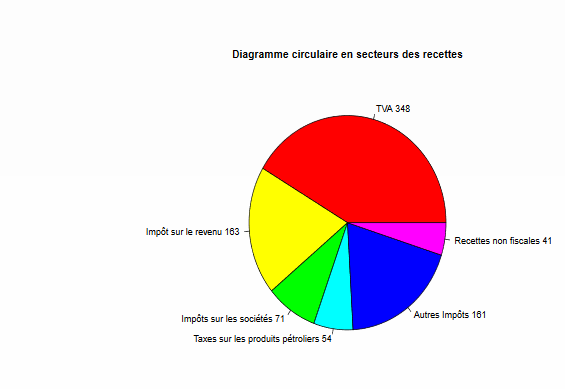 Diagramme circulaire en secteurs des recettes
TVA 348
Impôt sur le revenu 163
Recettes non fiscales 41
Impôts sur les sociétés 71
Autres Impôts 161
Taxes sur les produits pétroliers 54